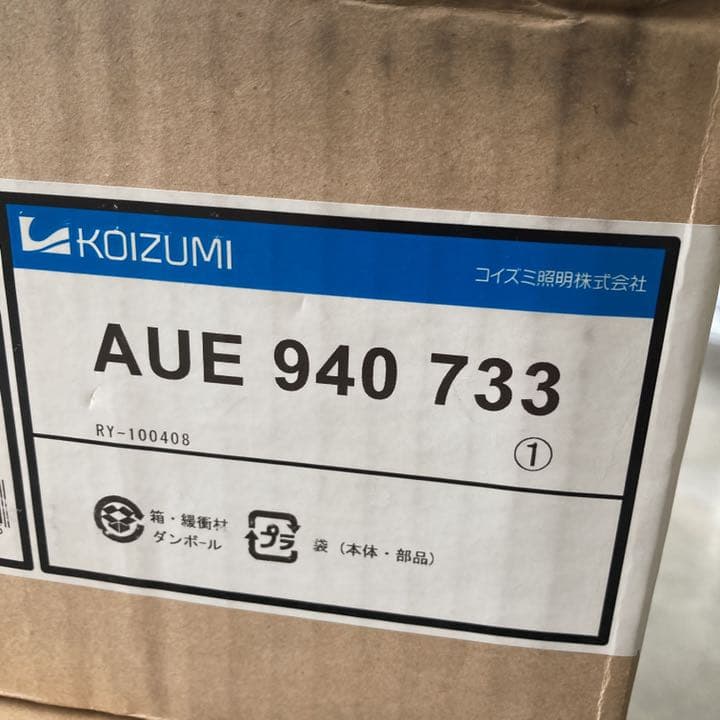 KOIZUMI
コイズミ照明株式会社
AUE 940 733
RY-100408
①
箱・緩衝材
ダンボール
プラ
袋（本体・部品）